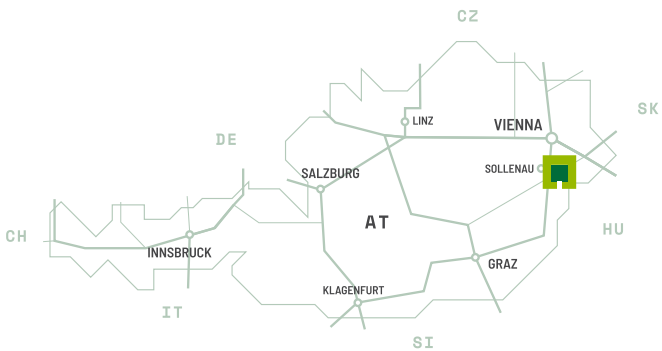 CZ
SK
LINZ
VIENNA
DE
SALZBURG
SOLLENAU
AT
HU
CH
INNSBRUCK
GRAZ
KLAGENFURT
IT
SI